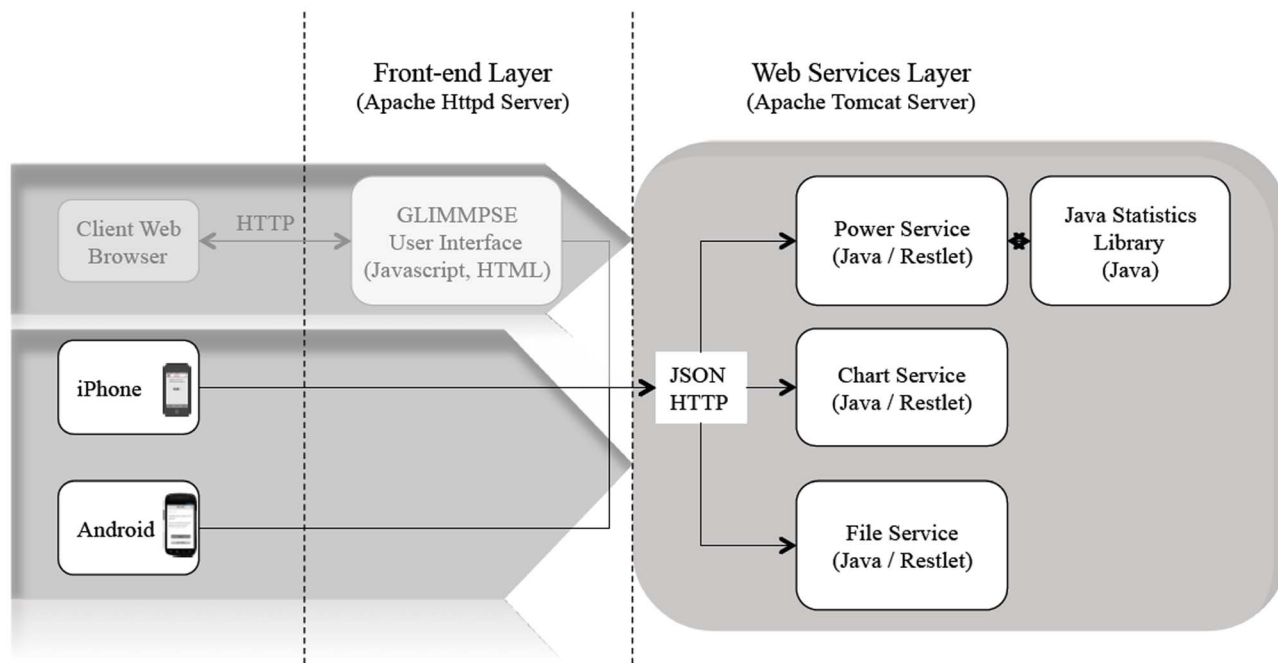 Front-end Layer
(Apache Httpd Server)
Web Services Layer
(Apache Tomcat Server)
Client Web
Browser
HTTP
GLIMMPSE
User Interface
(Javascript, HTML)
Power Service
(Java / Restlet)
Java Statistics
Library
(Java)
iPhone
JSON
HTTP
Chart Service
(Java / Restlet)
Android
File Service
(Java / Restlet)